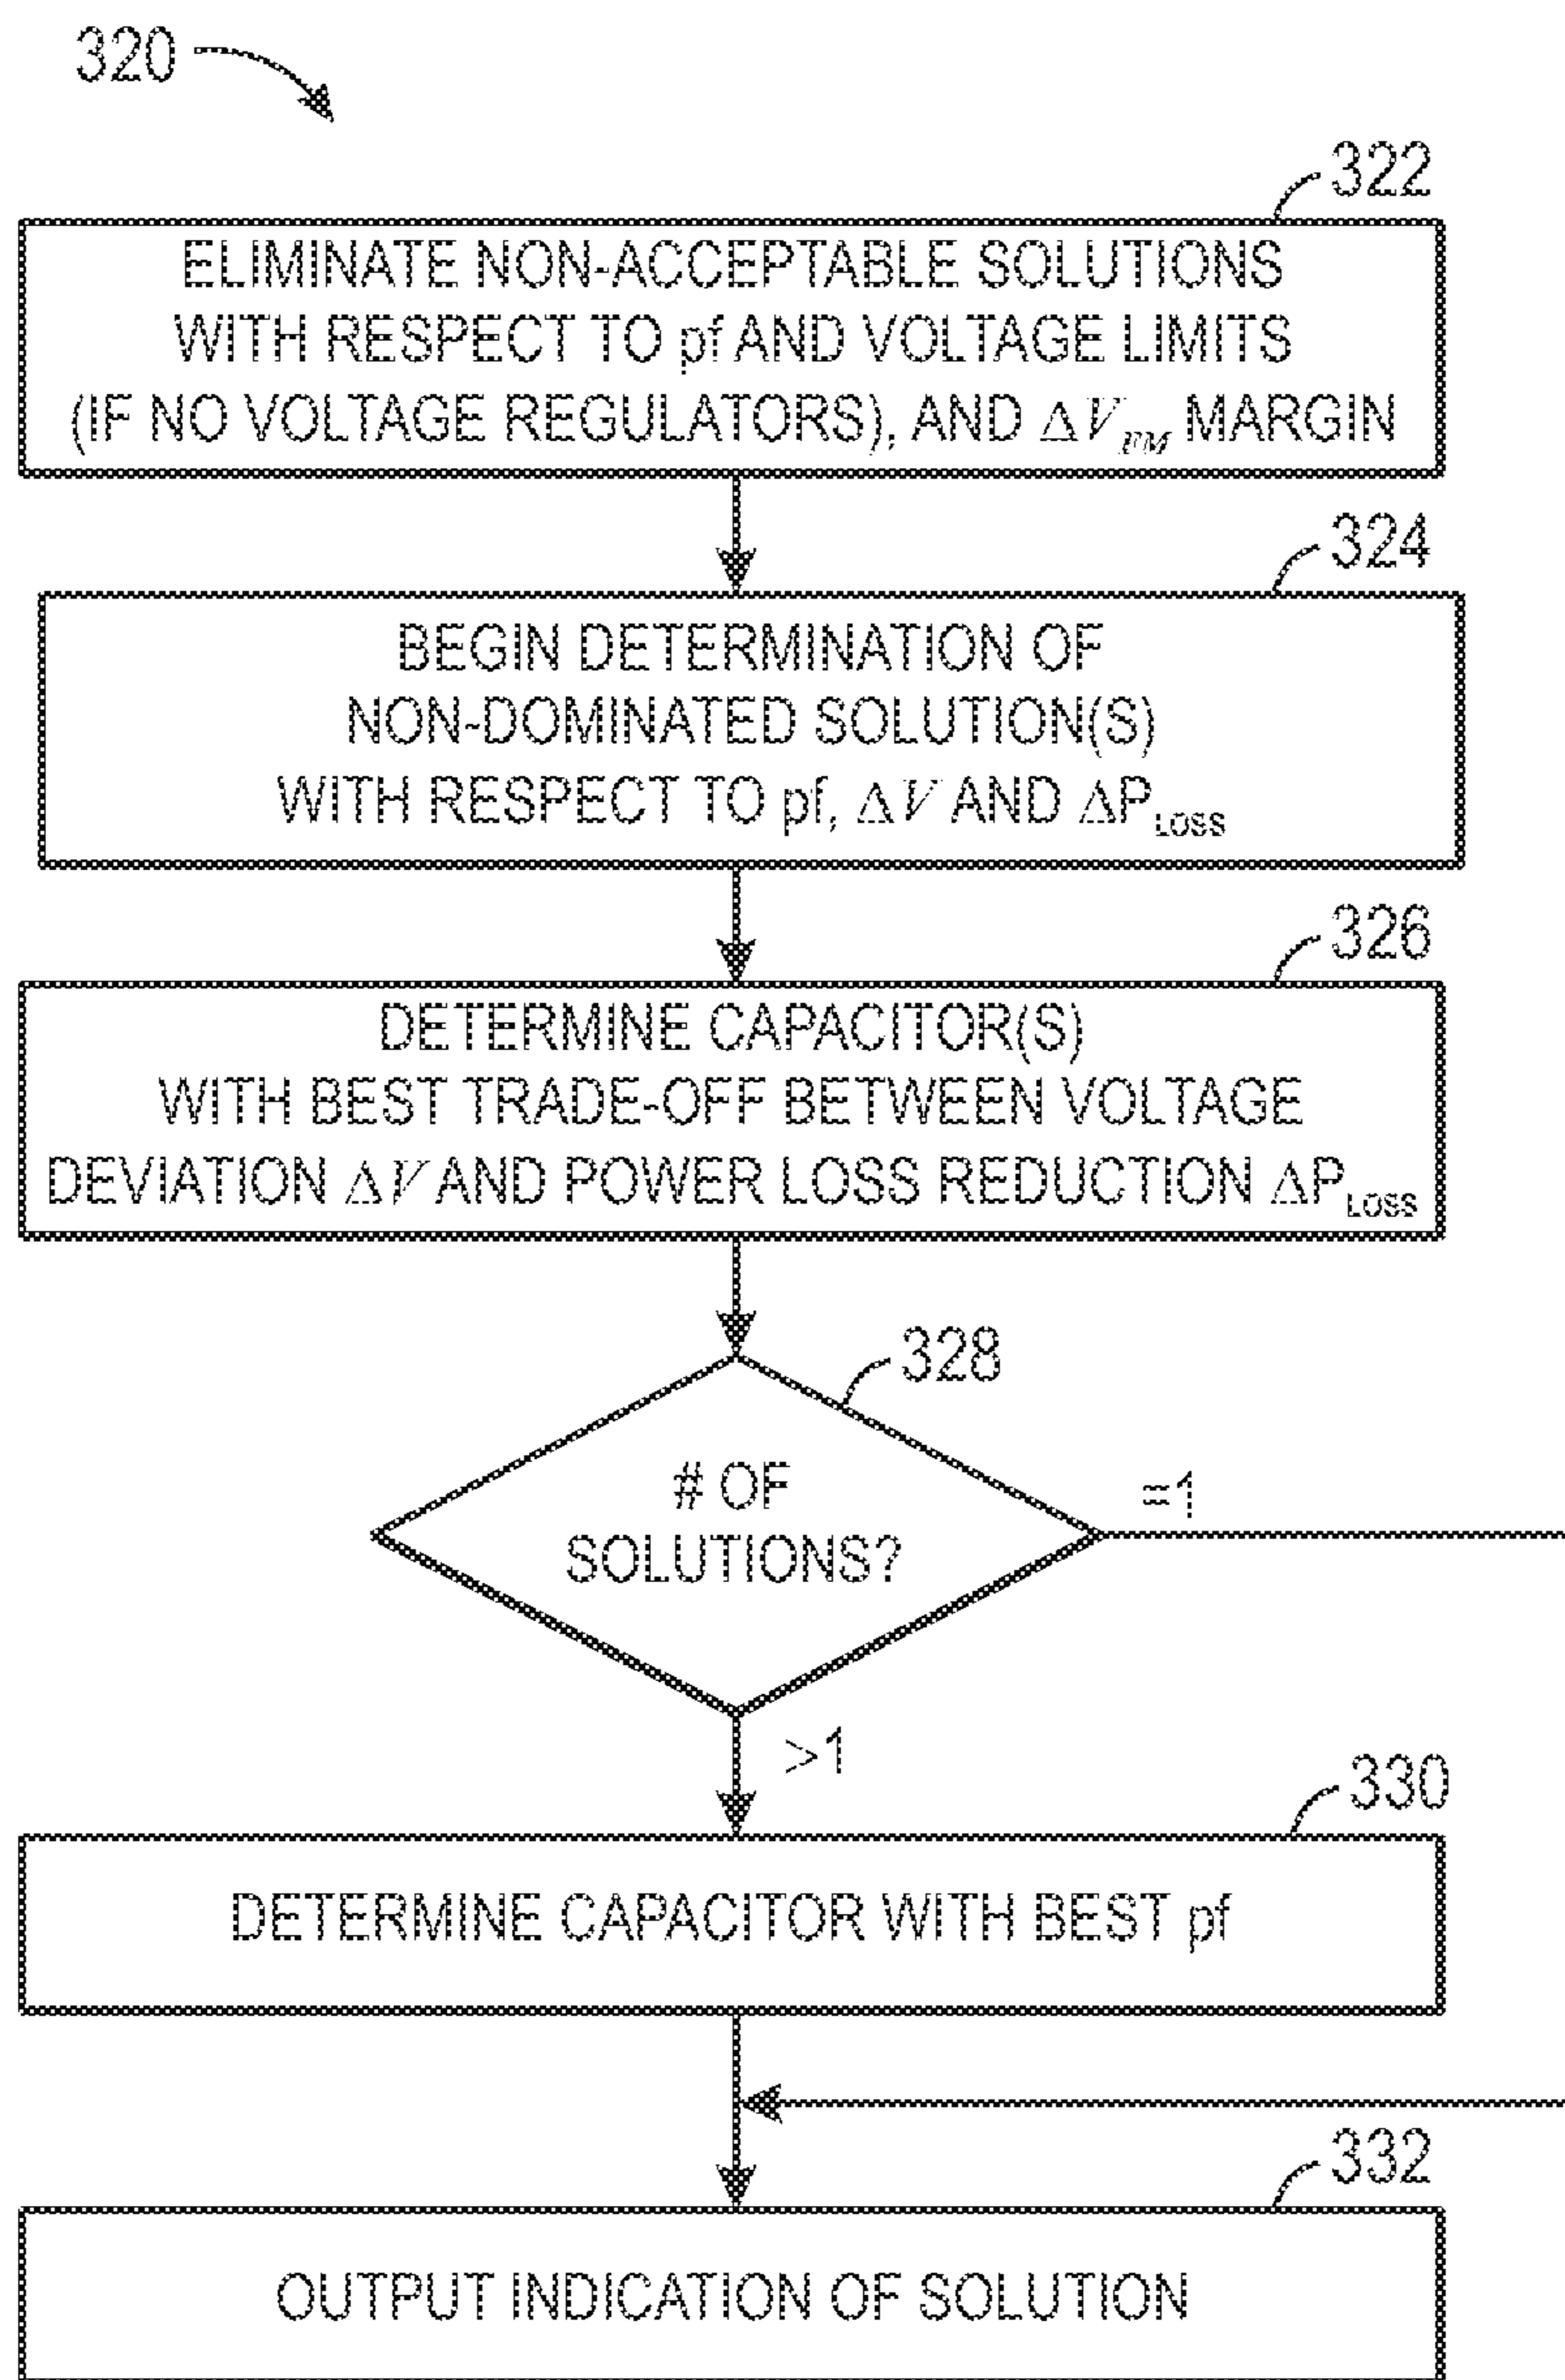 320
322
ELIMINATE NON-ACCEPTABLE SOLUTIONS
WITH RESPECT TO pf AND VOLTAGE LIMITS
(IF NO VOLTAGE REGULATORS), AND ΔV_FM MARGIN
324
BEGIN DETERMINATION OF
NON-DOMINATED SOLUTION(S)
WITH RESPECT TO pf, ΔV AND ΔP_LOSS
326
DETERMINE CAPACITOR(S)
WITH BEST TRADE-OFF BETWEEN VOLTAGE
DEVIATION ΔV AND POWER LOSS REDUCTION ΔP_LOSS
328
# OF
SOLUTIONS?
=1
>1
330
DETERMINE CAPACITOR WITH BEST pf
332
OUTPUT INDICATION OF SOLUTION